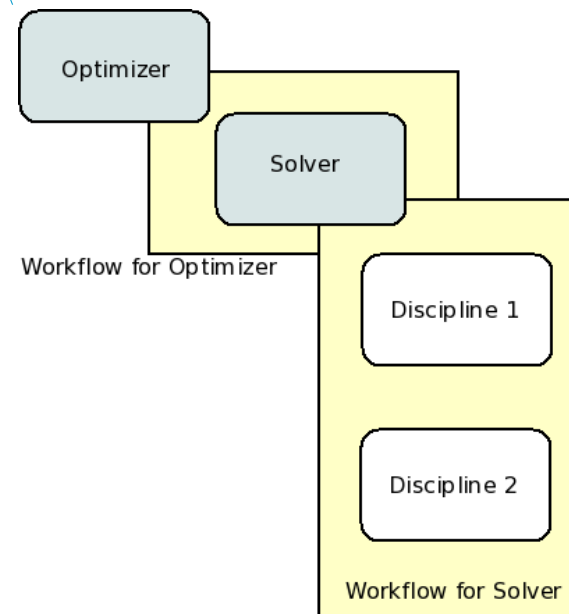 Optimizer
Solver
Workflow for Optimizer
Discipline 1
Discipline 2
Workflow for Solver